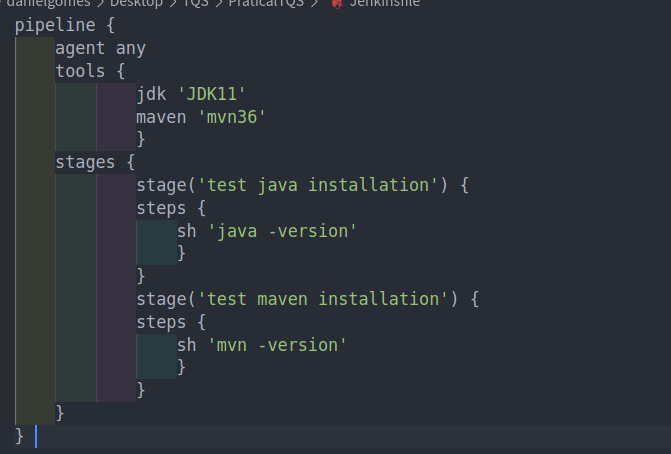 danielgomes > Desktop > TQS > PraticalTQS > Jenkinsfile
pipeline {
    agent any
    tools {
            jdk 'JDK11'
            maven 'mvn36'
            }
    stages {
            stage('test java installation') {
            steps {
                sh 'java -version'
                }
            }
            stage('test maven installation') {
            steps {
                sh 'mvn -version'
                }
            }
    }
}